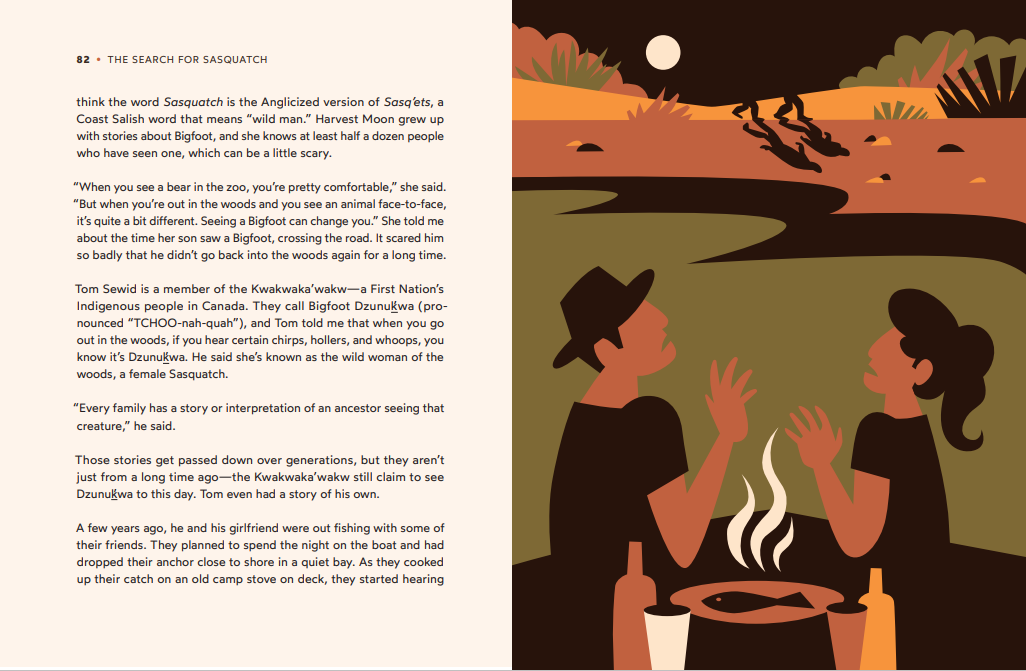 82 • THE SEARCH FOR SASQUATCH
think the word Sasquatch is the Anglicized version of Sasq’ets, a
Coast Salish word that means “wild man.” Harvest Moon grew up
with stories about Bigfoot, and she knows at least half a dozen people
who have seen one, which can be a little scary.
“When you see a bear in the zoo, you’re pretty comfortable,” she said.
“But when you’re out in the woods and you see an animal face-to-face,
it’s quite a bit different. Seeing a Bigfoot can change you.” She told me
about the time her son saw a Bigfoot, crossing the road. It scared him
so badly that he didn’t go back into the woods again for a long time.
Tom Sewid is a member of the Kwakwaka’wakw—a First Nation’s
Indigenous people in Canada. They call Bigfoot Dzunuḵ̓wa (pro-
nounced “TCHOO-nah-quah”), and Tom told me that when you go
out in the woods, if you hear certain chirps, hollers, and whoops, you
know it’s Dzunuḵ̓wa. He said she’s known as the wild woman of the
woods, a female Sasquatch.
“Every family has a story or interpretation of an ancestor seeing that
creature,” he said.
Those stories get passed down over generations, but they aren’t
just from a long time ago—the Kwakwaka’wakw still claim to see
Dzunuḵ̓wa to this day. Tom even had a story of his own.
A few years ago, he and his girlfriend were out fishing with some of
their friends. They planned to spend the night on the boat and had
dropped their anchor close to shore in a quiet bay. As they cooked
up their catch on an old camp stove on deck, they started hearing